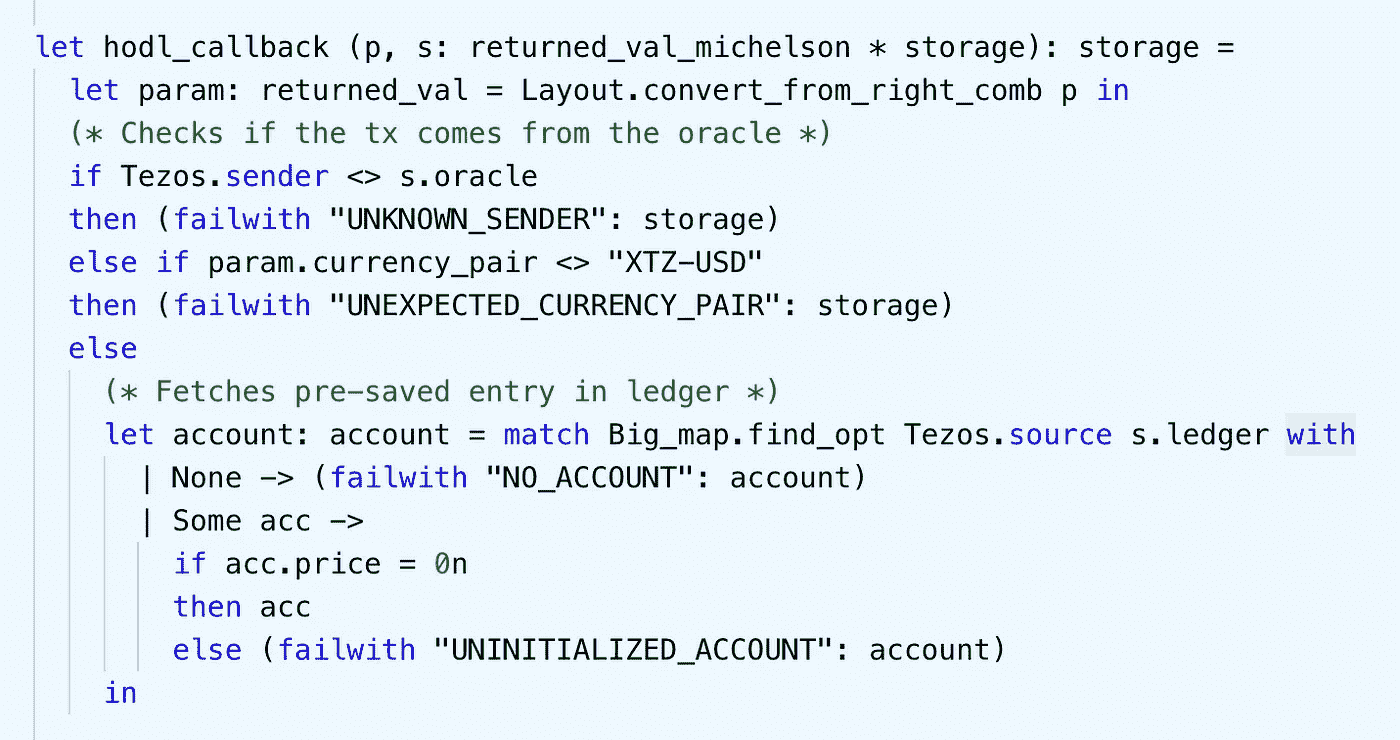 let hodl_callback (p, s: returned_val_michelson * storage): storage =
let param: returned_val = Layout.convert_from_right_comb p in
(* Checks if the tx comes from the oracle *)
if Tezos.sender <> s.oracle
then (failwith "UNKNOWN_SENDER": storage)
else if param.currency_pair <> "XTZ-USD"
then (failwith "UNEXPECTED_CURRENCY_PAIR": storage)
else
(* Fetches pre-saved entry in ledger *)
let account: account = match Big_map.find_opt Tezos.source s.ledger with
| None -> (failwith "NO_ACCOUNT": account)
| Some acc ->
if acc.price = 0n
then acc
else (failwith "UNINITIALIZED_ACCOUNT": account)
in